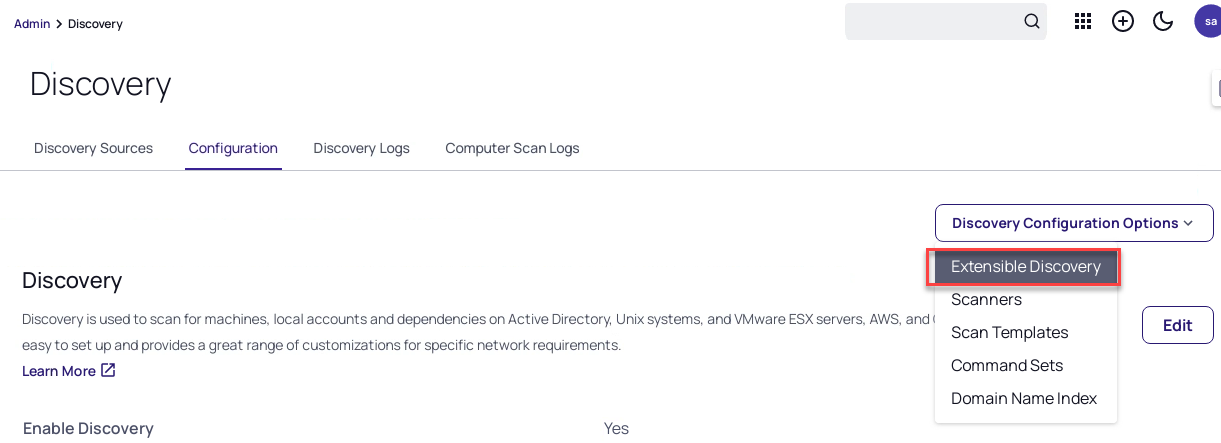 Admin > Discovery
sa
Discovery
Discovery Sources
Configuration
Discovery Logs
Computer Scan Logs
Discovery Configuration Options
Extensible Discovery
Scanners
Scan Templates
Command Sets
Domain Name Index
Discovery
Discovery is used to scan for machines, local accounts and dependencies on Active Directory, Unix systems, and VMware ESX servers, AWS, and
easy to set up and provides a great range of customizations for specific network requirements.
Learn More
Edit
Enable Discovery
Yes